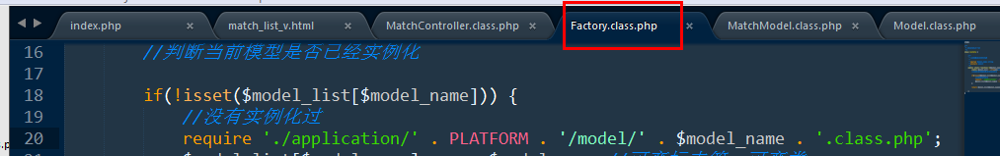 index.php × match_list_v.html × MatchController.class.php × Factory.class.php × MatchModel.class.php × Model.class.php
16 //判断当前模型是否已经实例化
17
18 if(!isset($model_list[$model_name])) {
19 //没有实例化过
20 require './application/' . PLATFORM . '/model/' . $model_name . '.class.php';